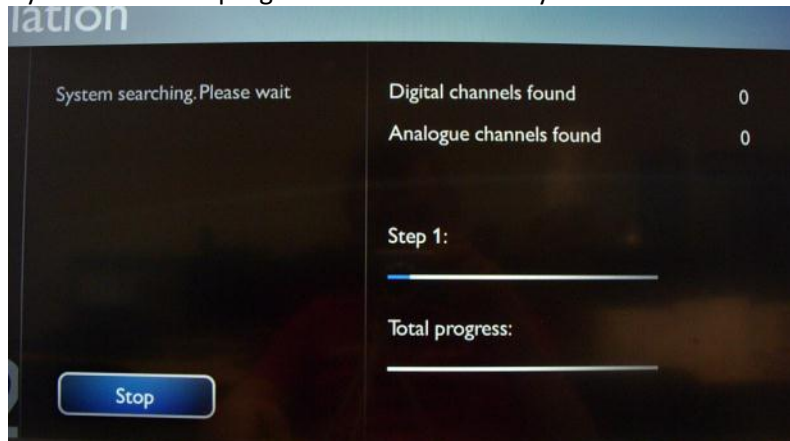 lation
System searching. Please wait
Digital channels found 0
Analogue channels found 0
Step 1:
Total progress:
Stop